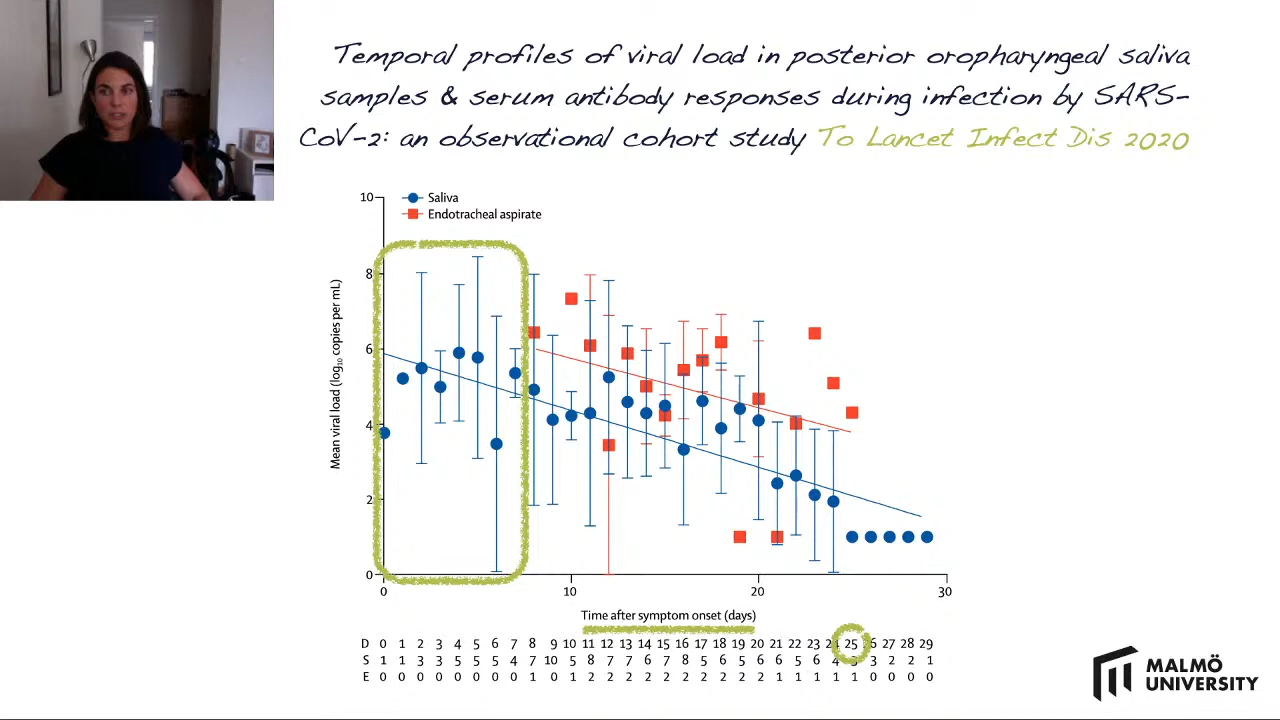 Temporal profiles of viral load in posterior oropharyngeal saliva
samples & serum antibody responses during infection by SARS-
CoV-2: an observational cohort study To Lancet Infect Dis 2020
Saliva
Endotracheal aspirate
Mean viral load (log10 copies per mL)
10
8
6
4
2
0
0 10 20 30
Time after symptom onset (days)
D 0 1 2 3 4 5 6 7 8 9 10 11 12 13 14 15 16 17 18 19 20 21 22 23 24 25 26 27 28 29
S 1 1 3 3 5 5 5 4 7 10 5 8 7 7 6 7 8 5 6 5 6 6 5 6 4 3 2 2 1
E 0 0 0 0 0 0 0 0 1 0 1 2 2 2 2 2 2 2 2 2 2 1 1 1 1 1 0 0 0 0
MALMÖ
UNIVERSITY